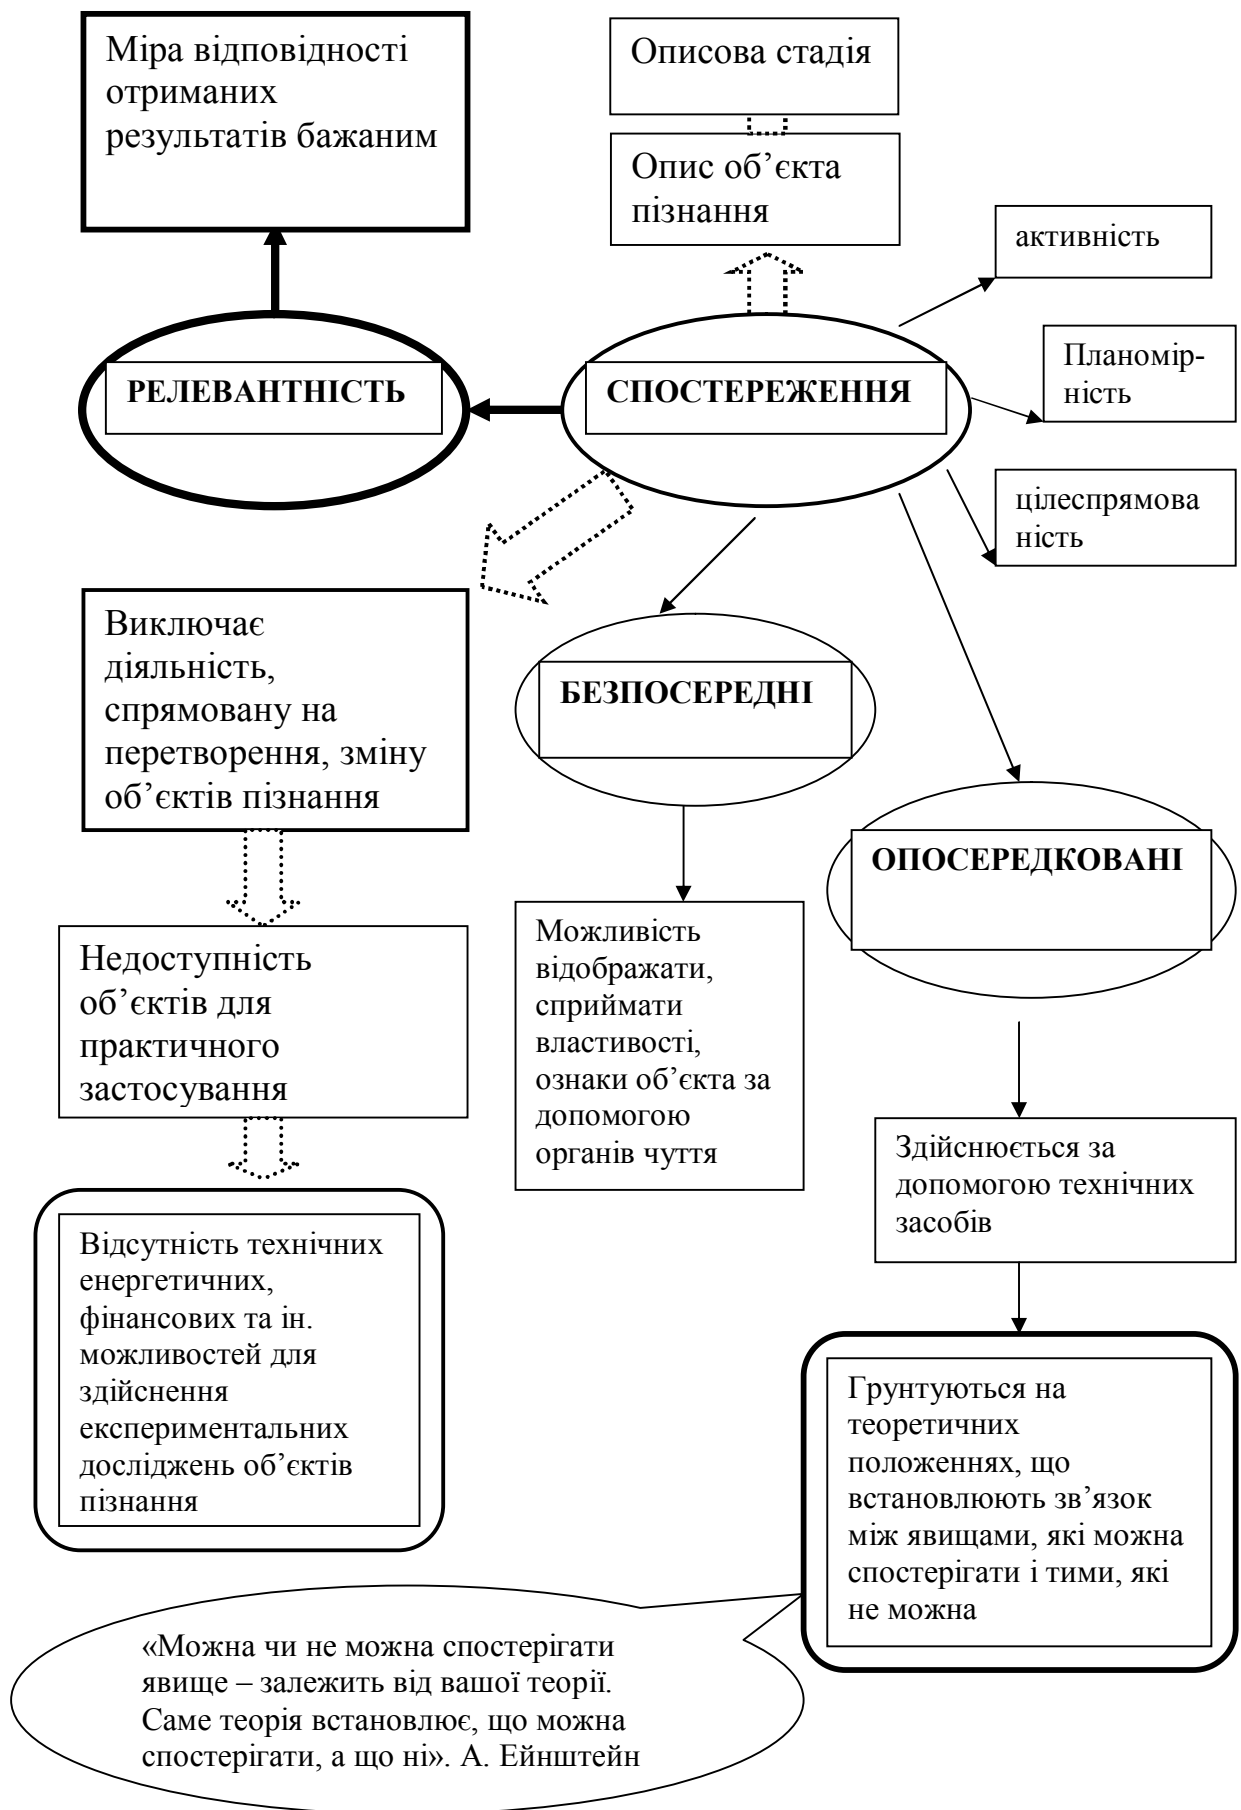 Міра відповідності
отриманих
результатів бажаним
Описова стадія
Опис об’єкта
пізнання
активність
Планомір-
ність
цілеспрямова
ність
РЕЛЕВАНТНІСТЬ
СПОСТЕРЕЖЕННЯ
Виключає
діяльність,
спрямовану на
перетворення, зміну
об’єктів пізнання
БЕЗПОСЕРЕДНІ
ОПОСЕРЕДКОВАНІ
Недоступність
об’єктів для
практичного
застосування
Можливість
відображати,
сприймати
властивості,
ознаки об’єкта за
допомогою
органів чуття
Здійснюється за
допомогою технічних
засобів
Відсутність технічних
енергетичних,
фінансових та ін.
можливостей для
здійснення
експериментальних
досліджень об’єктів
пізнання
Грунтуються на
теоретичних
положеннях, що
встановлюють зв’язок
між явищами, які можна
спостерігати і тими, які
не можна
«Можна чи не можна спостерігати
явище – залежить від вашої теорії.
Саме теорія встановлює, що можна
спостерігати, а що ні». А. Ейнштейн